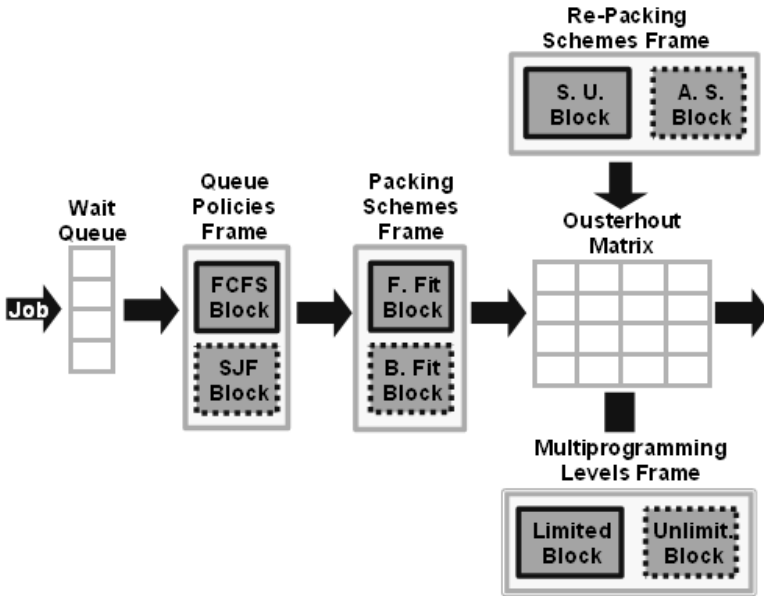 Re-Packing
Schemes Frame
S. U.
Block
A. S.
Block
Wait
Queue
Queue
Policies
Frame
Packing
Schemes
Frame
Ousterhout
Matrix
Job
FCFS
Block
SJF
Block
F. Fit
Block
B. Fit
Block
Multiprogramming
Levels Frame
Limited
Block
Unlimit.
Block